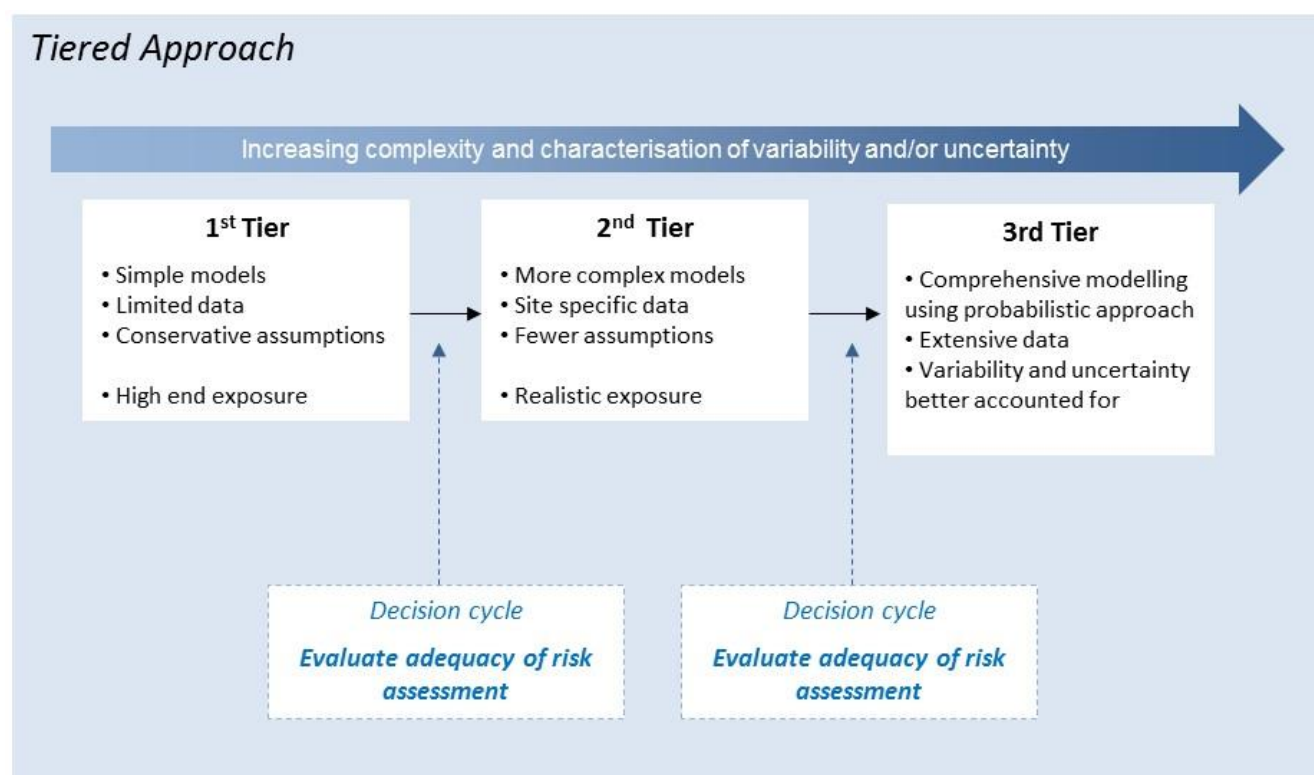 Tiered Approach
Increasing complexity and characterisation of variability and/or uncertainty
1st Tier
• Simple models
• Limited data
• Conservative assumptions
• High end exposure
2nd Tier
• More complex models
• Site specific data
• Fewer assumptions
• Realistic exposure
3rd Tier
• Comprehensive modelling
using probabilistic approach
• Extensive data
• Variability and uncertainty
better accounted for
Decision cycle
Evaluate adequacy of risk
assessment
Decision cycle
Evaluate adequacy of risk
assessment